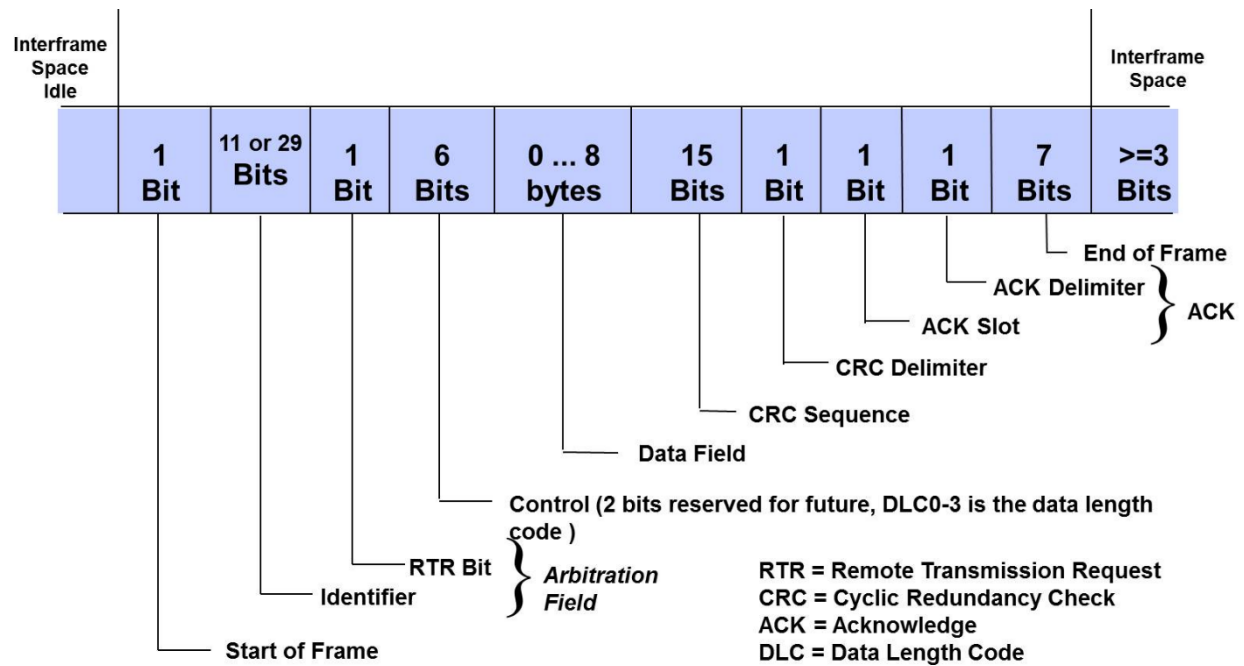 Interframe
Space
Idle
Interframe
Space
1
Bit
11 or 29
Bits
1
Bit
6
Bits
0 ... 8
bytes
15
Bits
1
Bit
1
Bit
1
Bit
7
Bits
>=3
Bits
End of Frame
ACK Delimiter
} ACK
ACK Slot
CRC Delimiter
CRC Sequence
Data Field
Control (2 bits reserved for future, DLC0-3 is the data length
code )
RTR Bit
} Arbitration
Field
Identifier
Start of Frame
RTR = Remote Transmission Request
CRC = Cyclic Redundancy Check
ACK = Acknowledge
DLC = Data Length Code